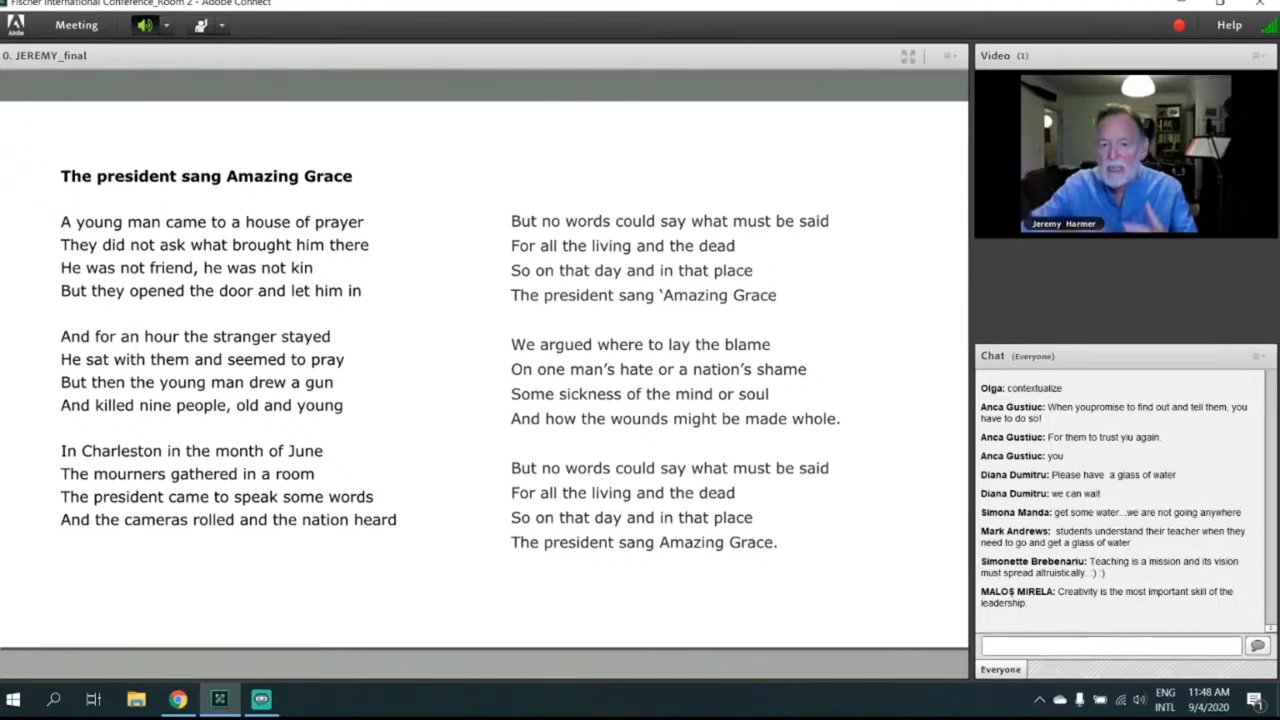 Fischer International Conference_Room 2 - Adobe Connect
Meeting
Help
0. JEREMY_final
The president sang Amazing Grace
A young man came to a house of prayer
They did not ask what brought him there
He was not friend, he was not kin
But they opened the door and let him in
And for an hour the stranger stayed
He sat with them and seemed to pray
But then the young man drew a gun
And killed nine people, old and young
In Charleston in the month of June
The mourners gathered in a room
The president came to speak some words
And the cameras rolled and the nation heard
But no words could say what must be said
For all the living and the dead
So on that day and in that place
The president sang ‘Amazing Grace
We argued where to lay the blame
On one man’s hate or a nation’s shame
Some sickness of the mind or soul
And how the wounds might be made whole.
But no words could say what must be said
For all the living and the dead
So on that day and in that place
The president sang Amazing Grace.
Video (1)
Jeremy Harmer
Chat (Everyone)
Olga: contextualize
Anca Gustiuc: When youpromise to find out and tell them, you
have to do so!
Anca Gustiuc: For them to trust yiu again.
Anca Gustiuc: you
Diana Dumitru: Please have a glass of water
Diana Dumitru: we can wait
Simona Manda: get some water...we are not going anywhere
Mark Andrews: students understand their teacher when they
need to go and get a glass of water
Simonette Brebenariu: Teaching is a mission and its vision
must spread altruistically. :) :)
MALOȘ MIRELA: Creativity is the most important skill of the
leadership.
Everyone
ENG
INTL
11:48 AM
9/4/2020